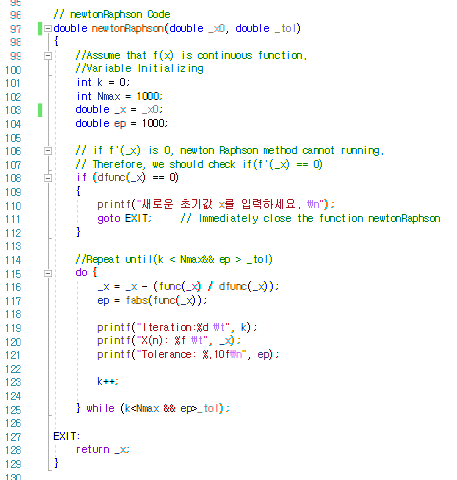 95
96 // newtonRaphson Code
97 double newtonRaphson(double _x0, double _tol)
98 {
99 //Assume that f(x) is continuous function.
100 //Variable Initializing
101 int k = 0;
102 int Nmax = 1000;
103 double _x = _x0;
104 double ep = 1000;
105
106 // if f'(_x) is 0, newton Raphson method cannot running.
107 // Therefore, we should check if(f'(_x) == 0)
108 if (dfunc(_x) == 0)
109 {
110 printf("새로운 초기값 x를 입력하세요. ₩n");
111 goto EXIT; // Immediately close the function newtonRaphson
112 }
113
114 //Repeat until(k < Nmax&& ep > _tol)
115 do {
116 _x = _x - (func(_x) / dfunc(_x));
117 ep = fabs(func(_x));
118
119 printf("Iteration:%d ₩t", k);
120 printf("X(n): %f ₩t", _x);
121 printf("Tolerance: %.10f₩n", ep);
122
123 k++;
124
125 } while (k<Nmax && ep>_tol);
126
127 EXIT:
128 return _x;
129 }
130